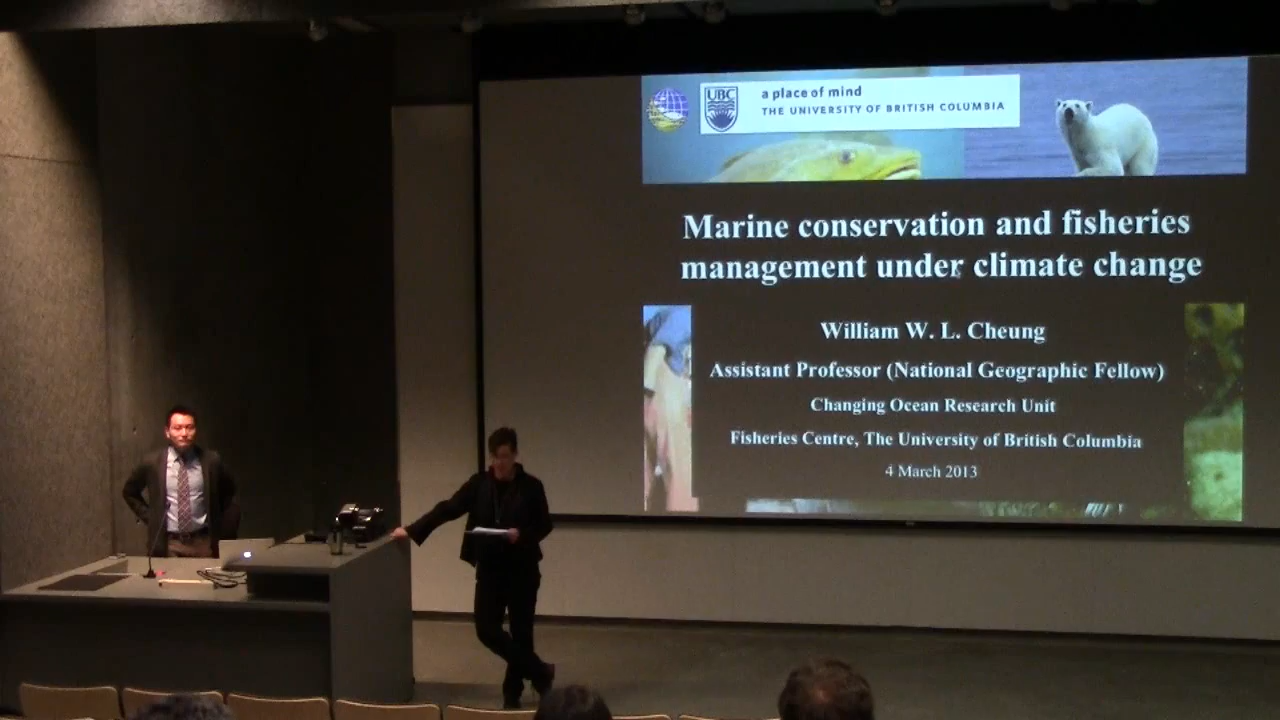 UBC
a place of mind
THE UNIVERSITY OF BRITISH COLUMBIA
Marine conservation and fisheries
management under climate change
William W. L. Cheung
Assistant Professor (National Geographic Fellow)
Changing Ocean Research Unit
Fisheries Centre, The University of British Columbia
4 March 2013